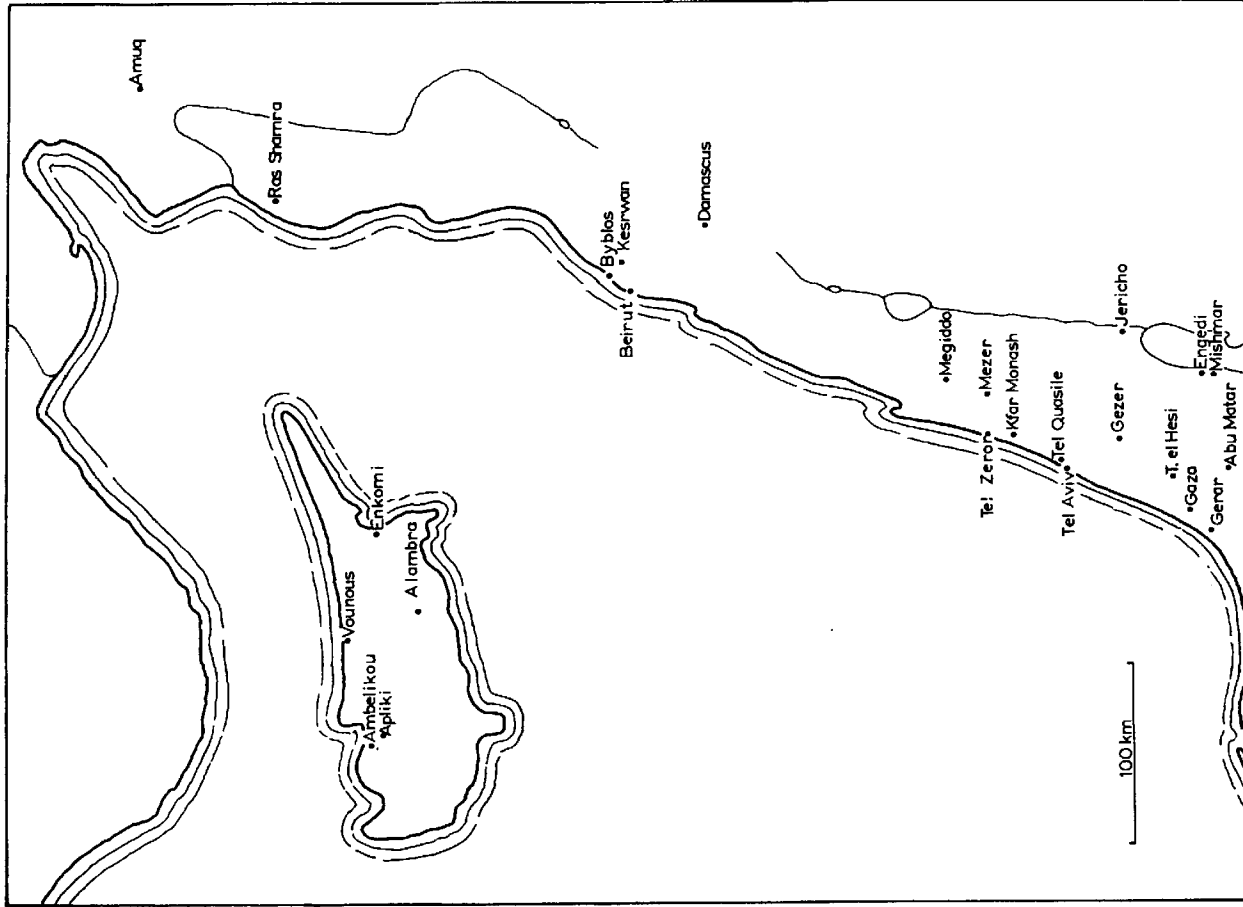 Amuq
Ras Shamra
Byblos
Kesrwan
Beirut
Damascus
Enkomi
Alambra
Vounous
Ambelikou
Apliki
Megiddo
Mezer
Tel Zeror
Kfar Monash
Tel Quasile
Tel Aviv
Jericho
Gezer
Engedi
Mishmar
T. el Hesi
Gaza
Gerar
Abu Matar
100 km